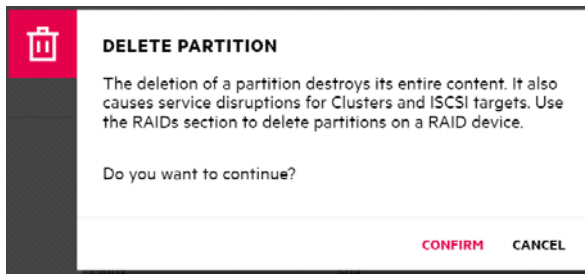 DELETE PARTITION
The deletion of a partition destroys its entire content. It also
causes service disruptions for Clusters and ISCSI targets. Use
the RAIDs section to delete partitions on a RAID device.
Do you want to continue?
CONFIRM CANCEL